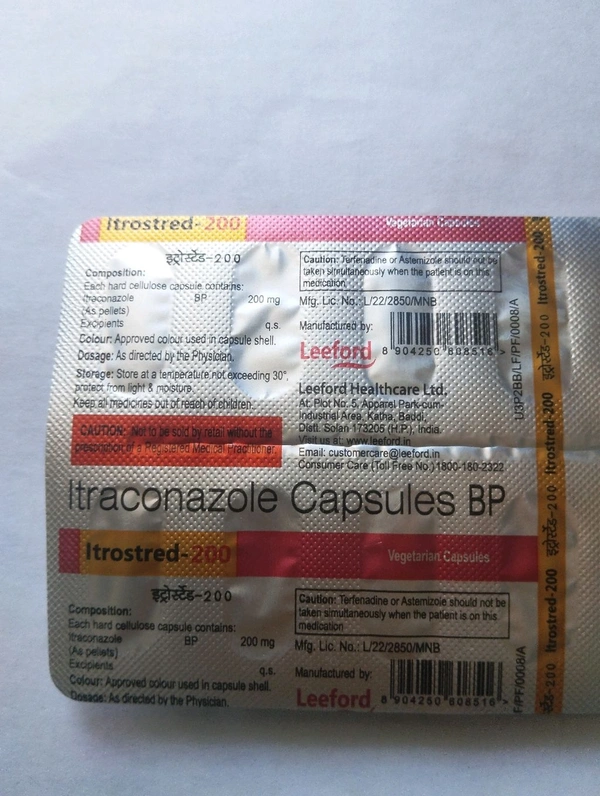 Itrostred-200
Vegetarian Capsules
इट्रोस्टेंड-200
Composition:
Each hard cellulose capsule contains:
Itraconazole BP 200 mg
(As pellets)
Excipients q.s.
Colour: Approved colour used in capsule shell.
Dosage: As directed by the Physician.
Storage: Store at a temperature not exceeding 30°,
protect from light & moisture.
Keep all medicines out of reach of children.
CAUTION: Not to be sold by retail without the
prescription of a Registered Medical Practitioner.
Caution: Terfenadine or Astemizole should not be
taken simultaneously when the patient is on this
medication
Mfg. Lic. No.: L/22/2850/MNB
Manufactured by:
Leeford
8 904250 808516 >
Leeford Healthcare Ltd.
At: Plot No. 5, Apparel Park-cum-
Industrial Area, Katha, Baddi,
Distt. Solan 173205 (H.P.), India.
Visit us at: www.leeford.in
Email: customercare@leeford.in
Consumer Care (Toll Free No.) 1800-180-2322
U3P2BB/LF/PF/0008/A
Itraconazole Capsules BP
Itrostred-200
Vegetarian Capsules
इट्रोस्टेंड-200
Composition:
Each hard cellulose capsule contains:
Itraconazole BP 200 mg
(As pellets)
Excipients q.s.
Colour: Approved colour used in capsule shell.
Dosage: As directed by the Physician.
Caution: Terfenadine or Astemizole should not be
taken simultaneously when the patient is on this
medication
Mfg. Lic. No.: L/22/2850/MNB
Manufactured by:
Leeford
8 904250 808516 >
F/PF/0008/A
स्टेंड-200 Itrostred-200 इट्रोस्टेंड-200 Itrostred-200 इट्रोस्टेंड-200 Itrostred-200